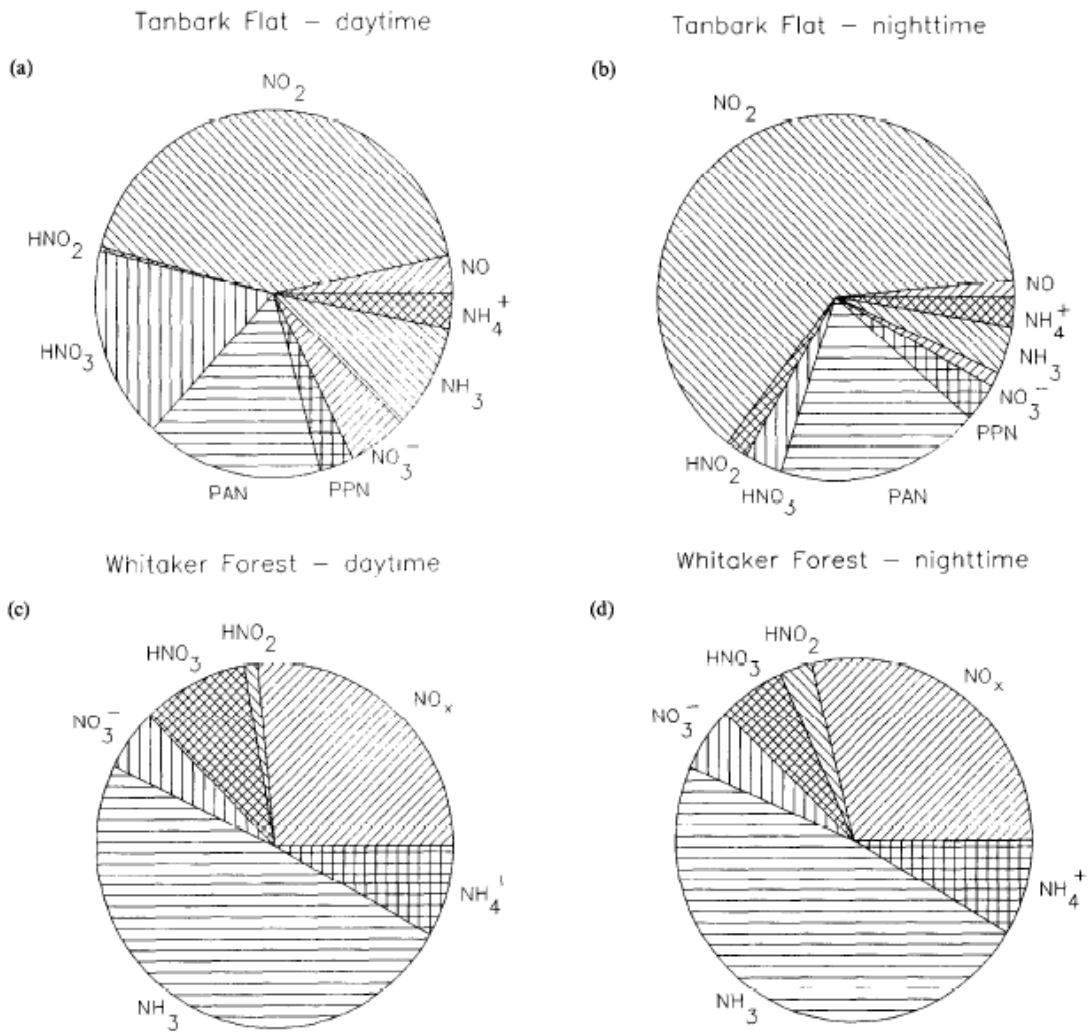 Tanbark Flat – daytime
(a)
NO2
HNO2
HNO3
PAN
PPN
NO3−
NH3
NH4+
NO
Tanbark Flat – nighttime
(b)
NO2
HNO2
HNO3
PAN
PPN
NO3−
NH3
NH4+
NO
Whitaker Forest – daytime
(c)
HNO2
HNO3
NO3−
NOx
NH4+
NH3
Whitaker Forest – nighttime
(d)
HNO2
HNO3
NO3−
NOx
NH4+
NH3